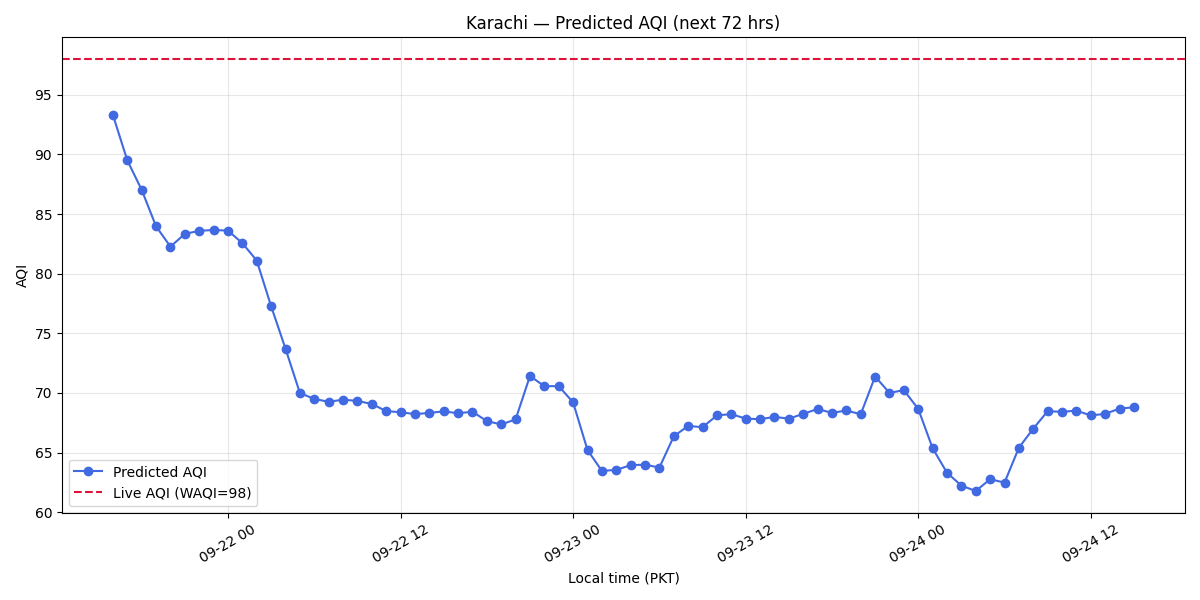 Karachi — Predicted AQI (next 72 hrs)
AQI
95
90
85
80
75
70
65
60
Predicted AQI
Live AQI (WAQI=98)
09-22 00
09-22 12
09-23 00
09-23 12
09-24 00
09-24 12
Local time (PKT)